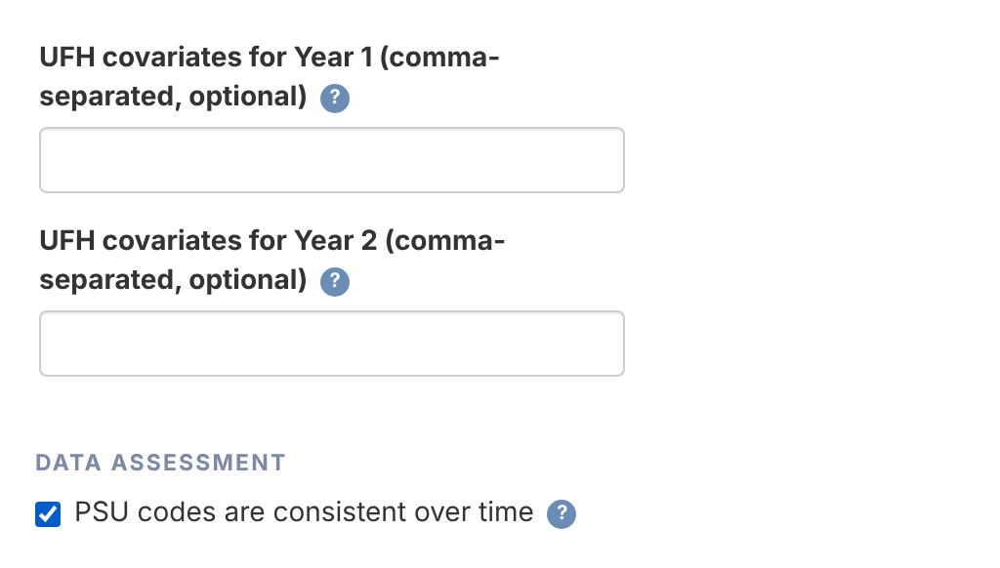 UFH covariates for Year 1 (comma-
separated, optional) ?
UFH covariates for Year 2 (comma-
separated, optional) ?
DATA ASSESSMENT
PSU codes are consistent over time ?